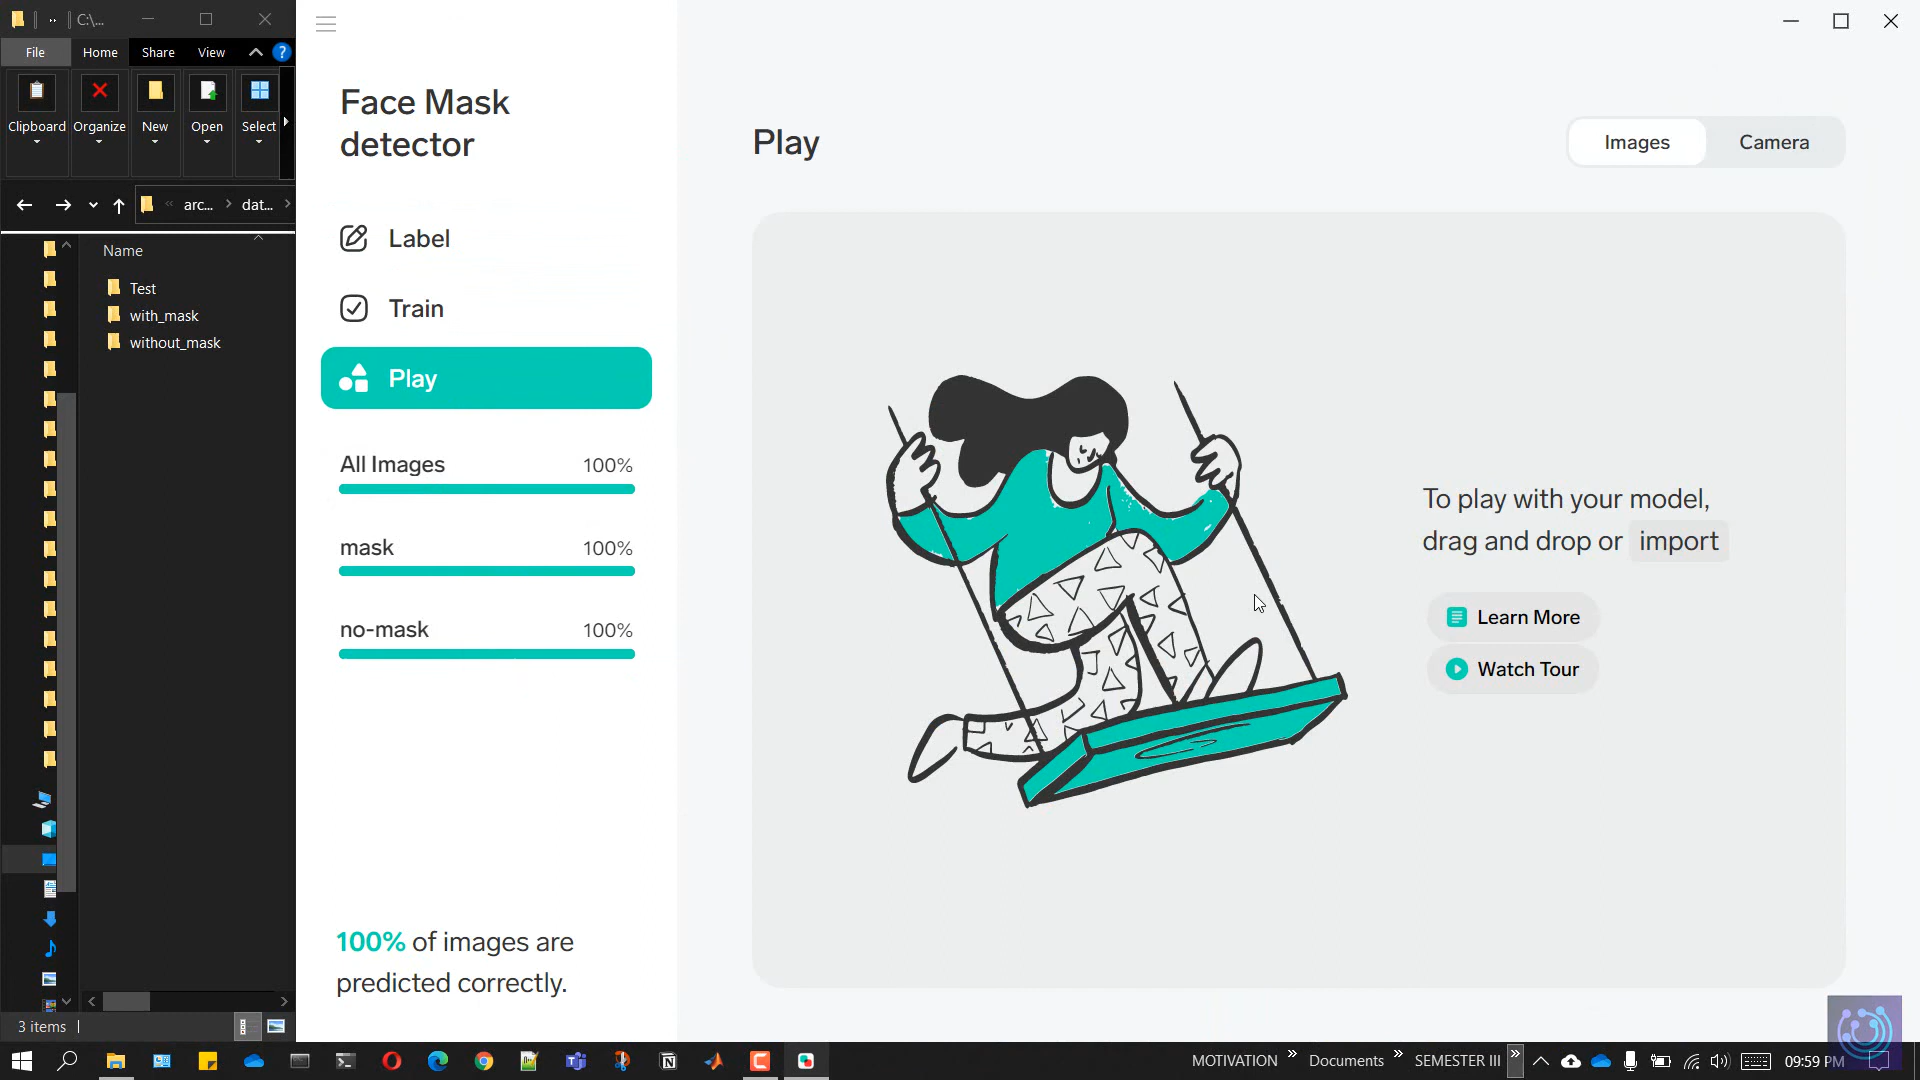 C:\...
File
Home
Share
View
Clipboard
Organize
New
Open
Select
arc...
dat...
Name
Test
with_mask
without_mask
3 items
Face Mask
detector
Label
Train
Play
All Images
100%
mask
100%
no-mask
100%
100% of images are
predicted correctly.
Play
Images
Camera
To play with your model,
drag and drop or import
Learn More
Watch Tour
MOTIVATION
Documents
SEMESTER III
09:59 PM